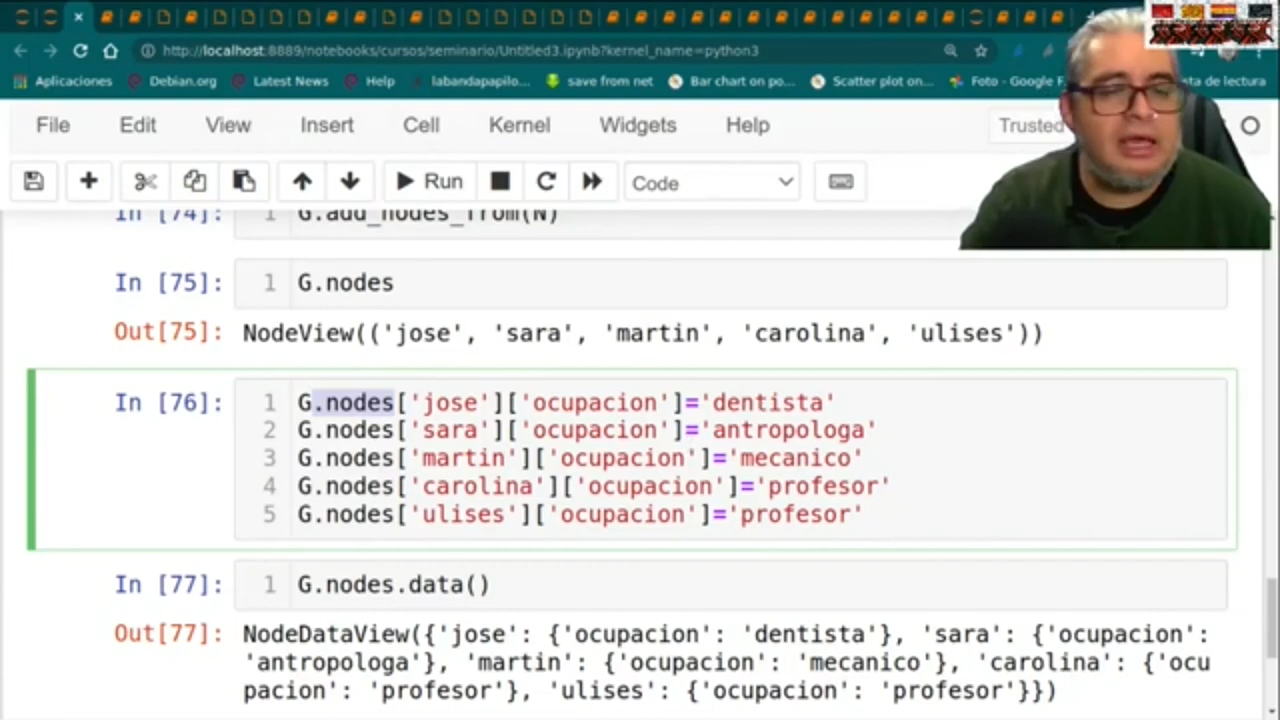 http://localhost:8889/notebooks/cursos/seminario/Untitled3.ipynb?kernel_name=python3
Aplicaciones Debian.org Latest News Help labandapapilo... save from net Bar chart on po... Scatter plot on... Foto - Google F sta de lectura
File Edit View Insert Cell Kernel Widgets Help Trusted
Run Code
In [74]: 1 G.add_nodes_from(N)
In [75]: 1 G.nodes
Out[75]: NodeView(('jose', 'sara', 'martin', 'carolina', 'ulises'))
In [76]: 1 G.nodes['jose']['ocupacion']='dentista'
2 G.nodes['sara']['ocupacion']='antropologa'
3 G.nodes['martin']['ocupacion']='mecanico'
4 G.nodes['carolina']['ocupacion']='profesor'
5 G.nodes['ulises']['ocupacion']='profesor'
In [77]: 1 G.nodes.data()
Out[77]: NodeDataView({'jose': {'ocupacion': 'dentista'}, 'sara': {'ocupacion':
'antropologa'}, 'martin': {'ocupacion': 'mecanico'}, 'carolina': {'ocu
pacion': 'profesor'}, 'ulises': {'ocupacion': 'profesor'}})